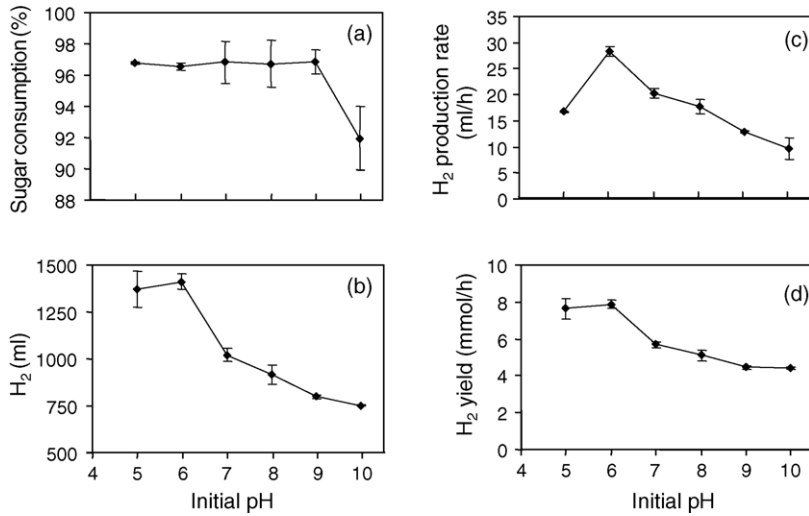 Sugar consumption (%)
98
96
94
92
90
88
(a)
H₂ production rate
(ml/h)
35
30
25
20
15
10
5
0
(c)
H₂ (ml)
1500
1250
1000
750
500
(b)
4 5 6 7 8 9 10
Initial pH
H₂ yield (mmol/h)
10
8
6
4
2
0
(d)
4 5 6 7 8 9 10
Initial pH